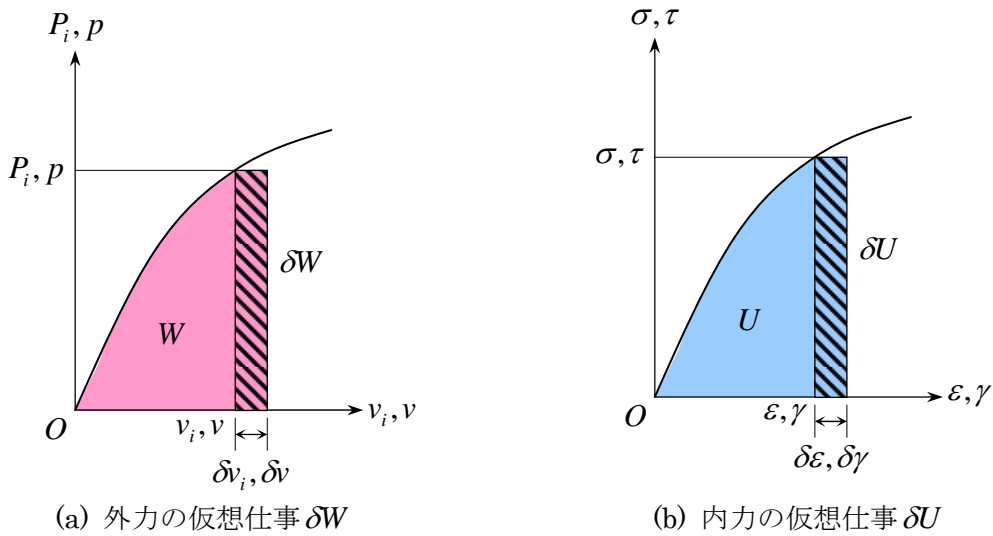 P_i, p
P_i, p
δW
W
O
v_i, v
v_i, v
δv_i, δv
(a) 外力の仮想仕事 δW
σ, τ
σ, τ
δU
U
O
ε, γ
ε, γ
δε, δγ
(b) 内力の仮想仕事 δU